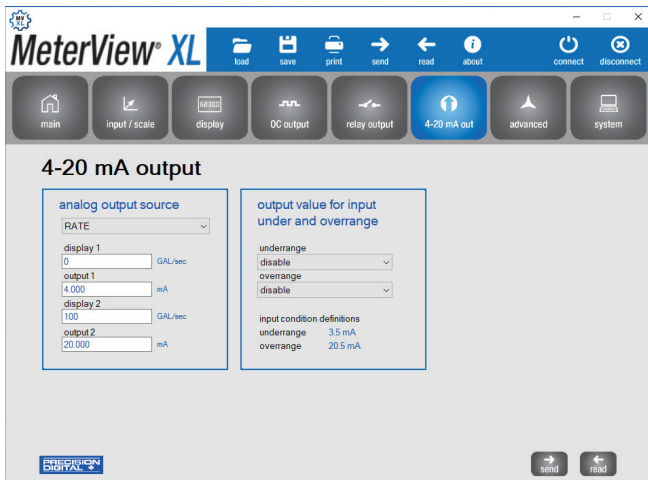 MV
XL
MeterView® XL
load save print send read about connect disconnect
main input / scale display OC output relay output 4-20 mA out advanced system
4-20 mA output
analog output source
RATE
display 1
0 GAL/sec
output 1
4.000 mA
display 2
100 GAL/sec
output 2
20.000 mA
output value for input
under and overrange
underrange
disable
overrange
disable
input condition definitions
underrange 3.5 mA
overrange 20.5 mA
PRECISION
DIGITAL
send read